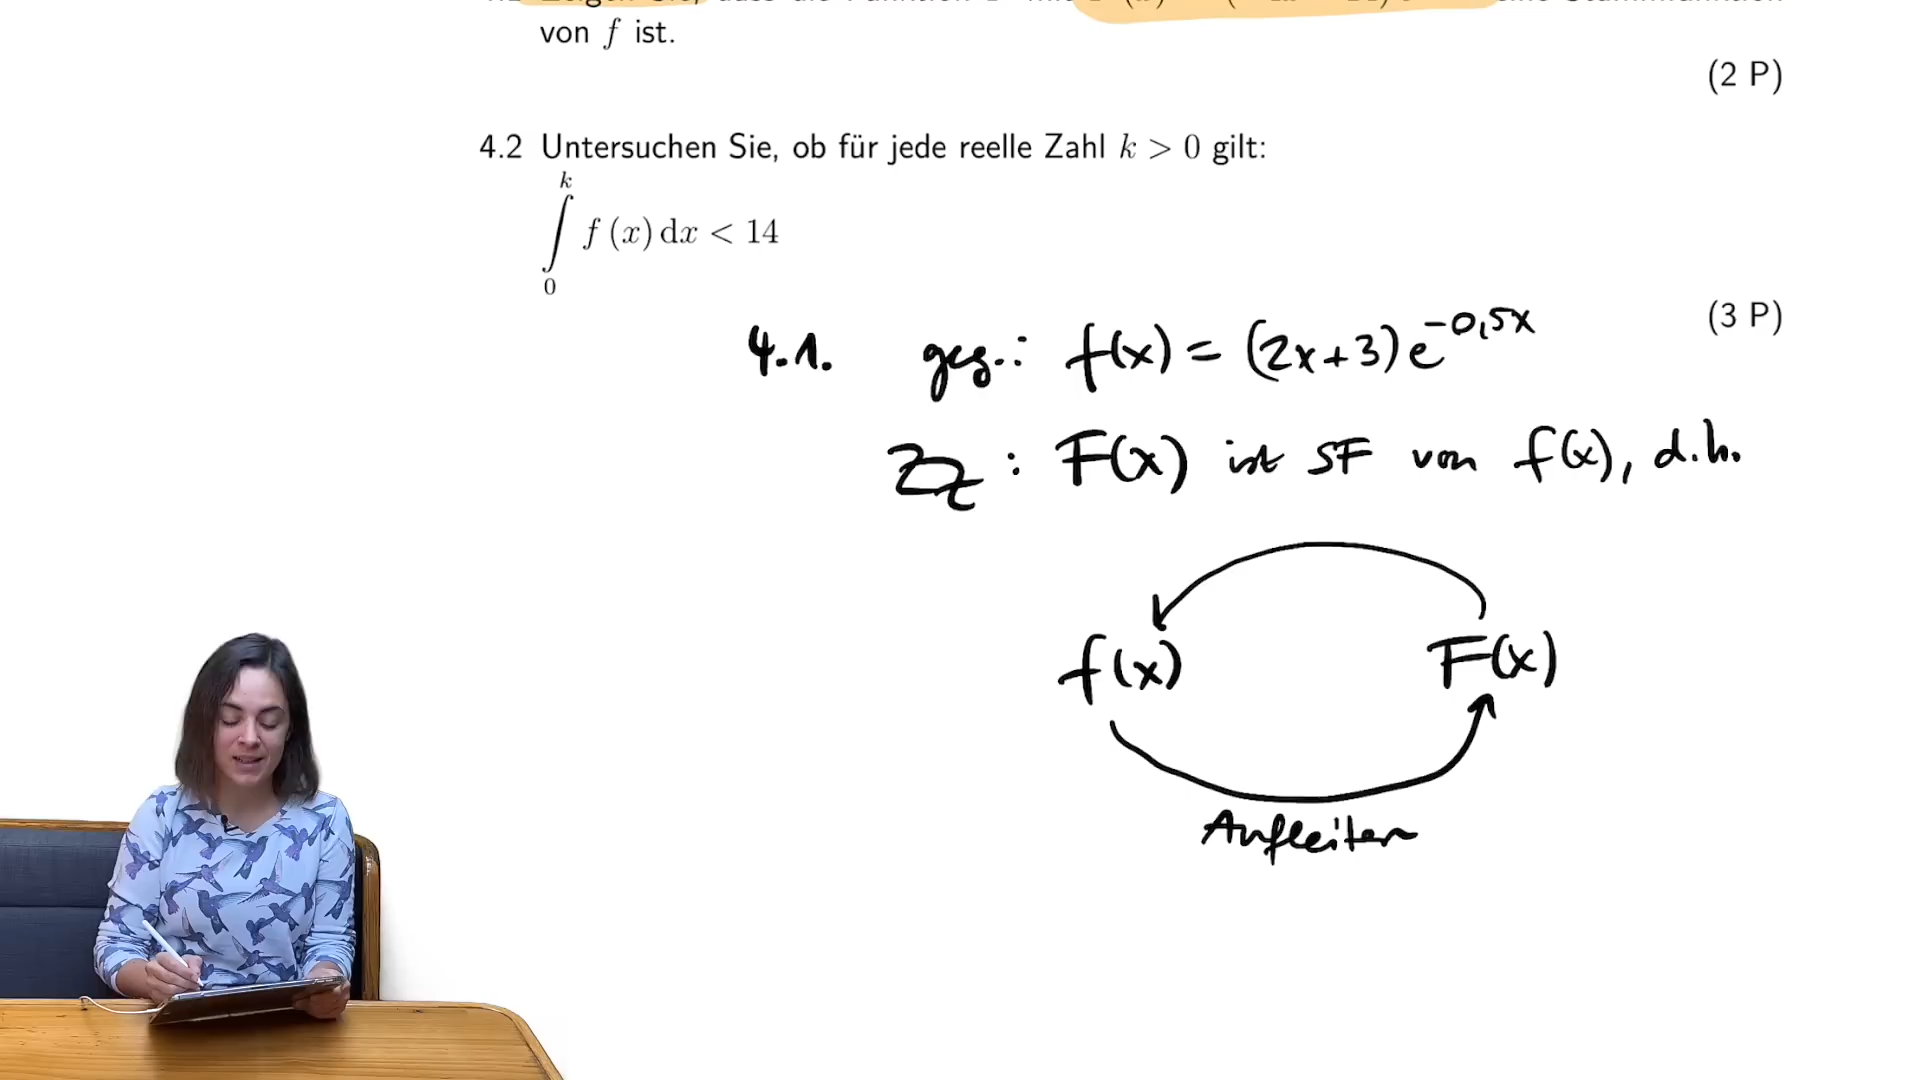 von f ist.
(2 P)
4.2 Untersuchen Sie, ob für jede reelle Zahl k > 0 gilt:
k
∫ f (x) dx < 14
0
(3 P)
4.1. geg.: f(x) = (2x+3)e^{-0,5x}
Zz : F(x) ist SF von f(x), d.h.
f(x) F(x)
Aufleiten